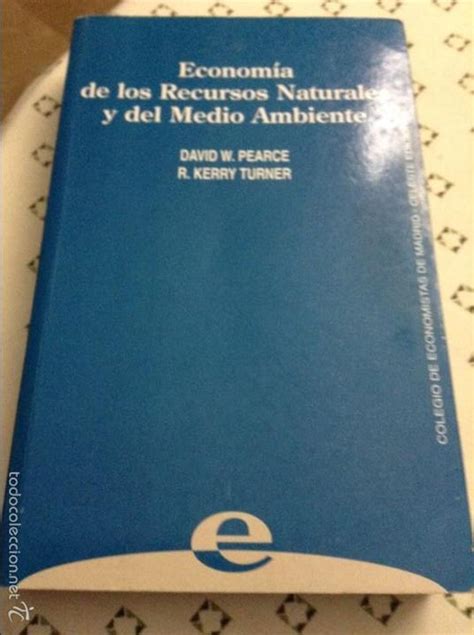 Economía
de los Recursos Naturales
y del Medio Ambiente
DAVID W. PEARCE
R. KERRY TURNER
COLEGIO DE ECONOMISTAS DE MADRID - CELESTE
e
todocoleccion.net